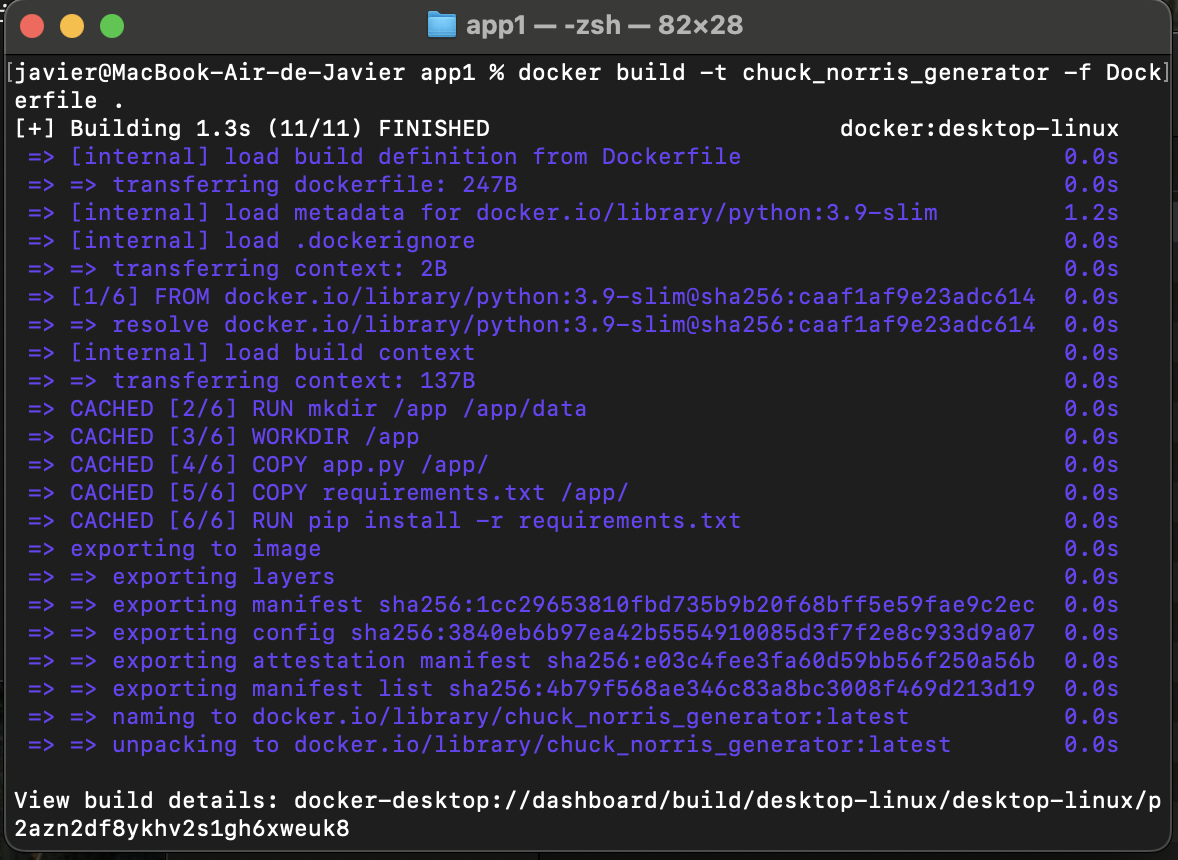 app1 — -zsh — 82×28
[javier@MacBook-Air-de-Javier app1 % docker build -t chuck_norris_generator -f Dock]
erfile .
[+] Building 1.3s (11/11) FINISHED docker:desktop-linux
=> [internal] load build definition from Dockerfile 0.0s
=> => transferring dockerfile: 247B 0.0s
=> [internal] load metadata for docker.io/library/python:3.9-slim 1.2s
=> [internal] load .dockerignore 0.0s
=> => transferring context: 2B 0.0s
=> [1/6] FROM docker.io/library/python:3.9-slim@sha256:caaf1af9e23adc614 0.0s
=> => resolve docker.io/library/python:3.9-slim@sha256:caaf1af9e23adc614 0.0s
=> [internal] load build context 0.0s
=> => transferring context: 137B 0.0s
=> CACHED [2/6] RUN mkdir /app /app/data 0.0s
=> CACHED [3/6] WORKDIR /app 0.0s
=> CACHED [4/6] COPY app.py /app/ 0.0s
=> CACHED [5/6] COPY requirements.txt /app/ 0.0s
=> CACHED [6/6] RUN pip install -r requirements.txt 0.0s
=> exporting to image 0.0s
=> => exporting layers 0.0s
=> => exporting manifest sha256:1cc29653810fbd735b9b20f68bff5e59fae9c2ec 0.0s
=> => exporting config sha256:3840eb6b97ea42b5554910085d3f7f2e8c933d9a07 0.0s
=> => exporting attestation manifest sha256:e03c4fee3fa60d59bb56f250a56b 0.0s
=> => exporting manifest list sha256:4b79f568ae346c83a8bc3008f469d213d19 0.0s
=> => naming to docker.io/library/chuck_norris_generator:latest 0.0s
=> => unpacking to docker.io/library/chuck_norris_generator:latest 0.0s
View build details: docker-desktop://dashboard/build/desktop-linux/desktop-linux/p
2azn2df8ykhv2s1gh6xweuk8